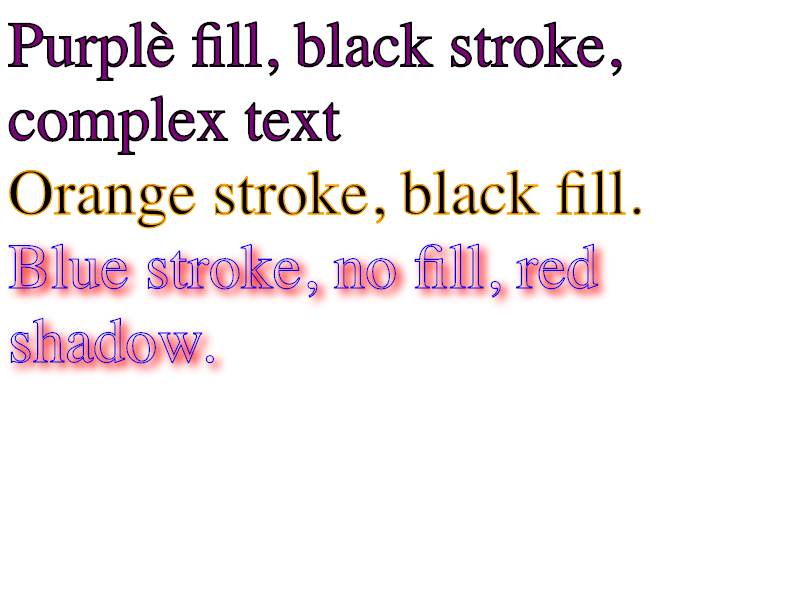 Purplè fill, black stroke,
complex text
Orange stroke, black fill.
Blue stroke, no fill, red
shadow.